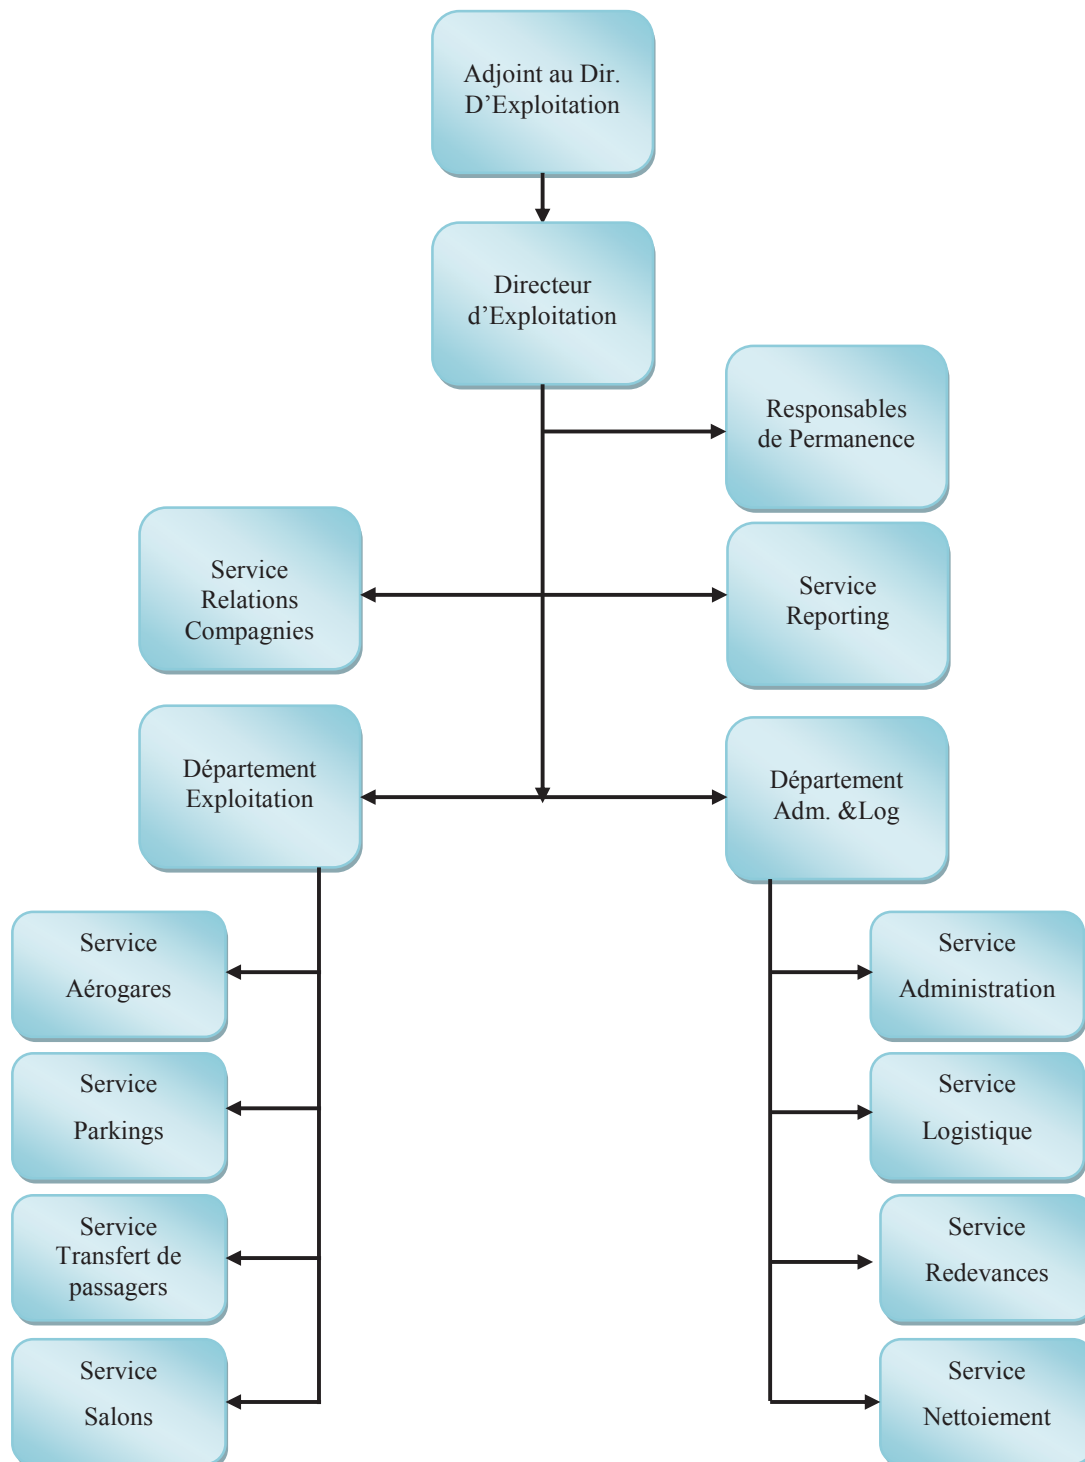 Adjoint au Dir.
D’Exploitation
Directeur
d’Exploitation
Responsables
de Permanence
Service
Relations
Compagnies
Service
Reporting
Département
Exploitation
Département
Adm. &Log
Service
Aérogares
Service
Administration
Service
Parkings
Service
Logistique
Service
Transfert de
passagers
Service
Redevances
Service
Salons
Service
Nettoiement